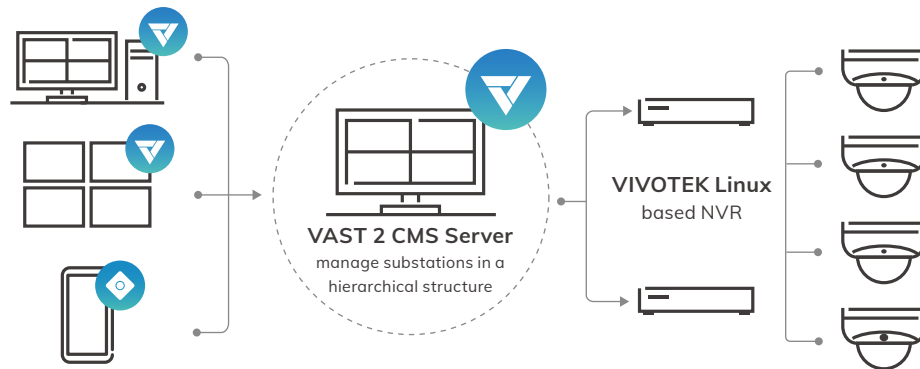 VAST 2 CMS Server
manage substations in a
hierarchical structure
VIVOTEK Linux
based NVR